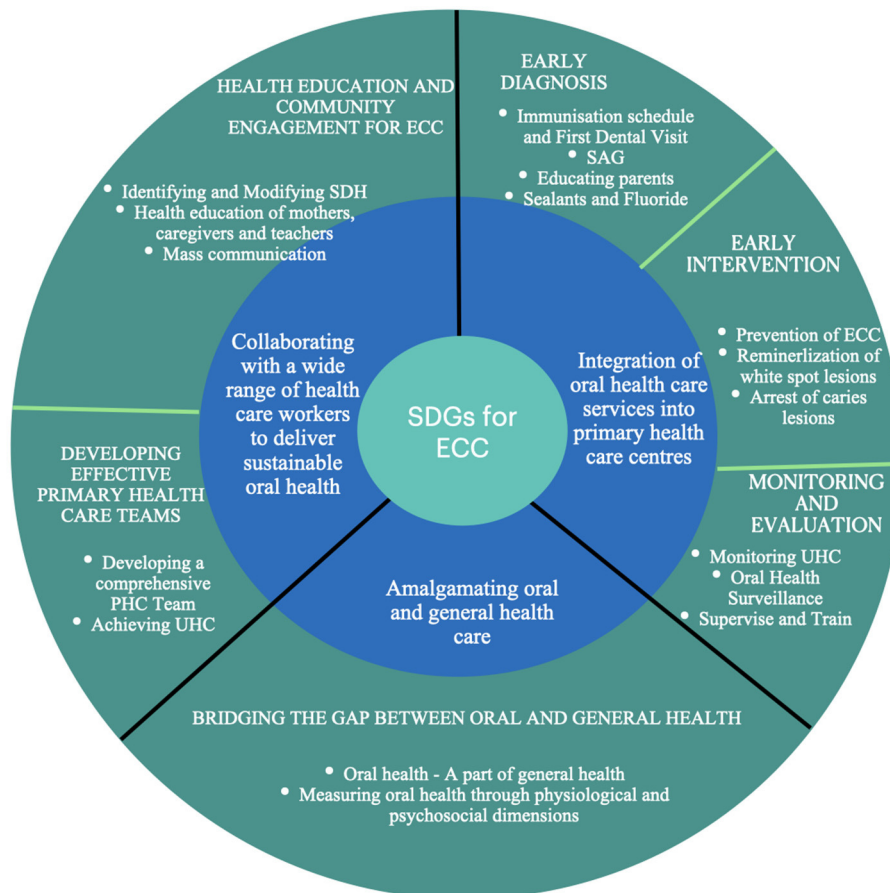 HEALTH EDUCATION AND
COMMUNITY
ENGAGEMENT FOR ECC
• Identifying and Modifying SDH
• Health education of mothers,
caregivers and teachers
• Mass communication
EARLY
DIAGNOSIS
• Immunisation schedule
and First Dental Visit
• SAG
• Educating parents
• Sealants and Fluoride
EARLY
INTERVENTION
• Prevention of ECC
• Reminerlization of
white spot lesions
• Arrest of caries
lesions
MONITORING
AND
EVALUATION
• Monitoring UHC
• Oral Health
Surveillance
• Supervise and Train
BRIDGING THE GAP BETWEEN ORAL AND GENERAL HEALTH
• Oral health - A part of general health
• Measuring oral health through physiological and
psychosocial dimensions
DEVELOPING
EFFECTIVE
PRIMARY HEALTH
CARE TEAMS
• Developing a
comprehensive
PHC Team
• Achieving UHC
Collaborating
with a wide
range of health
care workers
to deliver
sustainable
oral health
Integration of
oral health care
services into
primary health
care centres
Amalgamating oral
and general health
care
SDGs for
ECC